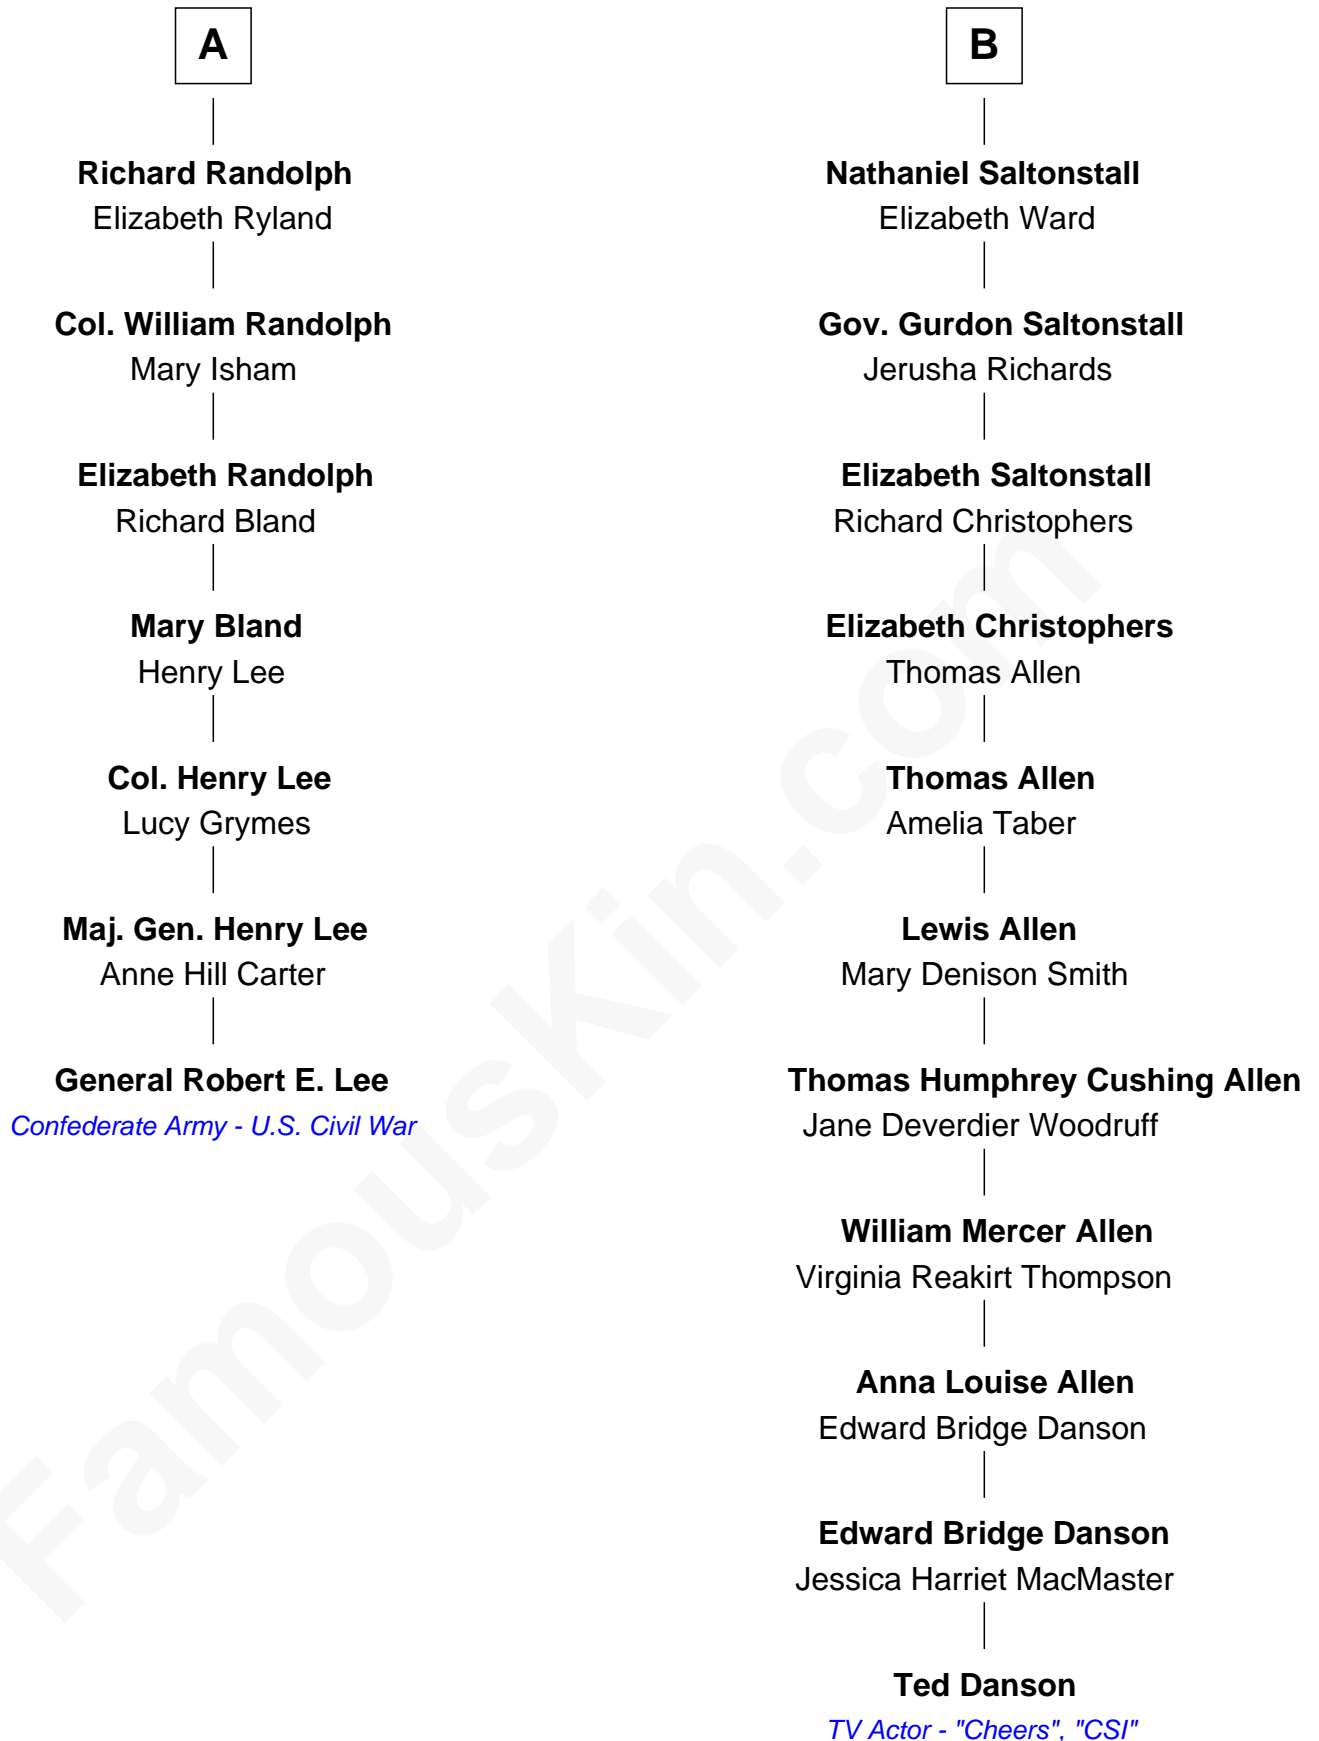 A
Richard Randolph
Elizabeth Ryland
Col. William Randolph
Mary Isham
Elizabeth Randolph
Richard Bland
Mary Bland
Henry Lee
Col. Henry Lee
Lucy Grymes
Maj. Gen. Henry Lee
Anne Hill Carter
General Robert E. Lee
Confederate Army - U.S. Civil War
B
Nathaniel Saltonstall
Elizabeth Ward
Gov. Gurdon Saltonstall
Jerusha Richards
Elizabeth Saltonstall
Richard Christophers
Elizabeth Christophers
Thomas Allen
Thomas Allen
Amelia Taber
Lewis Allen
Mary Denison Smith
Thomas Humphrey Cushing Allen
Jane Deverdier Woodruff
William Mercer Allen
Virginia Reakirt Thompson
Anna Louise Allen
Edward Bridge Danson
Edward Bridge Danson
Jessica Harriet MacMaster
Ted Danson
TV Actor - "Cheers", "CSI"
FamousKin.com